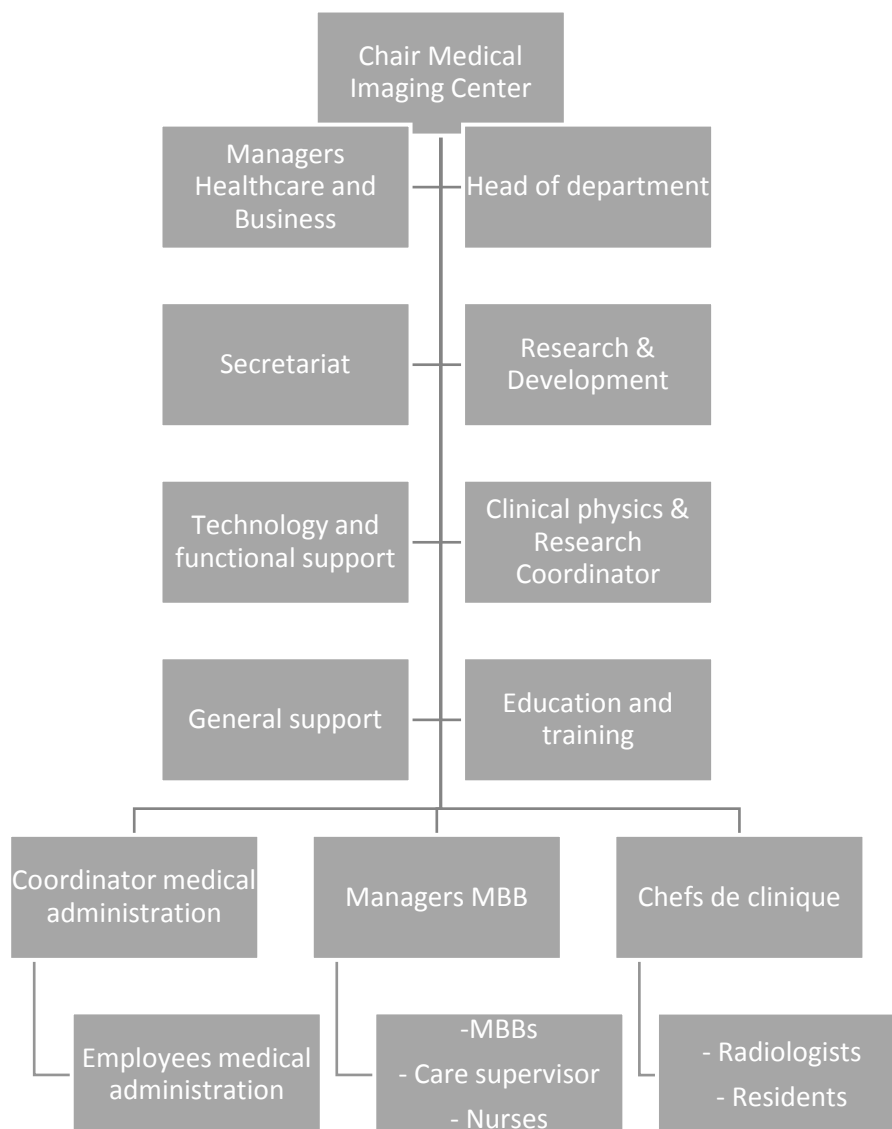 Chair Medical
Imaging Center
Managers
Healthcare and
Business
Head of department
Secretariat
Research &
Development
Technology and
functional support
Clinical physics &
Research
Coordinator
General support
Education and
training
Coordinator medical
administration
Managers MBB
Chefs de clinique
Employees medical
administration
-MBBs
- Care supervisor
- Nurses
- Radiologists
- Residents